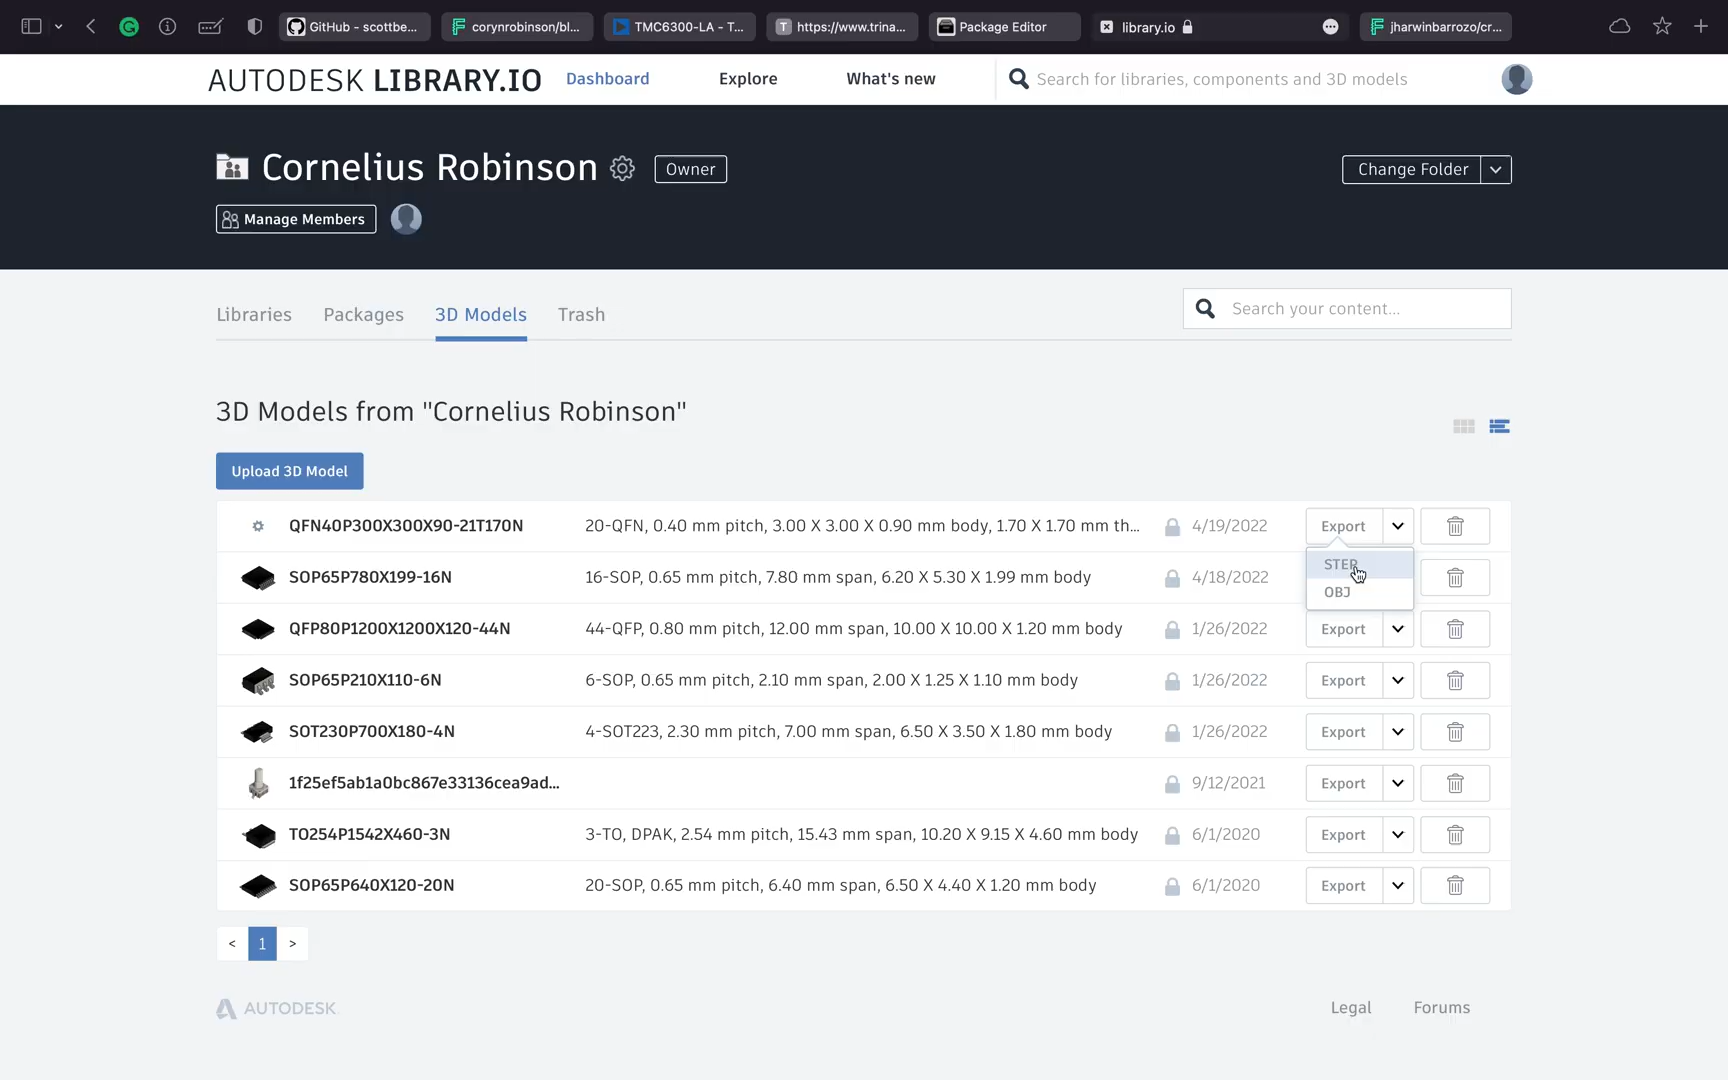 GitHub - scottbe...
corynrobinson/bl...
TMC6300-LA - T...
https://www.trina...
Package Editor
library.io
jharwinbarrozo/cr...
AUTODESK LIBRARY.IO
Dashboard
Explore
What's new
Search for libraries, components and 3D models
Cornelius Robinson
Owner
Change Folder
Manage Members
Libraries
Packages
3D Models
Trash
Search your content...
3D Models from "Cornelius Robinson"
Upload 3D Model
QFN40P300X300X90-21T170N 20-QFN, 0.40 mm pitch, 3.00 X 3.00 X 0.90 mm body, 1.70 X 1.70 mm th... 4/19/2022 Export
STEP
OBJ
SOP65P780X199-16N 16-SOP, 0.65 mm pitch, 7.80 mm span, 6.20 X 5.30 X 1.99 mm body 4/18/2022
QFP80P1200X1200X120-44N 44-QFP, 0.80 mm pitch, 12.00 mm span, 10.00 X 10.00 X 1.20 mm body 1/26/2022 Export
SOP65P210X110-6N 6-SOP, 0.65 mm pitch, 2.10 mm span, 2.00 X 1.25 X 1.10 mm body 1/26/2022 Export
SOT230P700X180-4N 4-SOT223, 2.30 mm pitch, 7.00 mm span, 6.50 X 3.50 X 1.80 mm body 1/26/2022 Export
1f25ef5ab1a0bc867e33136cea9ad... 9/12/2021 Export
TO254P1542X460-3N 3-TO, DPAK, 2.54 mm pitch, 15.43 mm span, 10.20 X 9.15 X 4.60 mm body 6/1/2020 Export
SOP65P640X120-20N 20-SOP, 0.65 mm pitch, 6.40 mm span, 6.50 X 4.40 X 1.20 mm body 6/1/2020 Export
< 1 >
AUTODESK
Legal
Forums